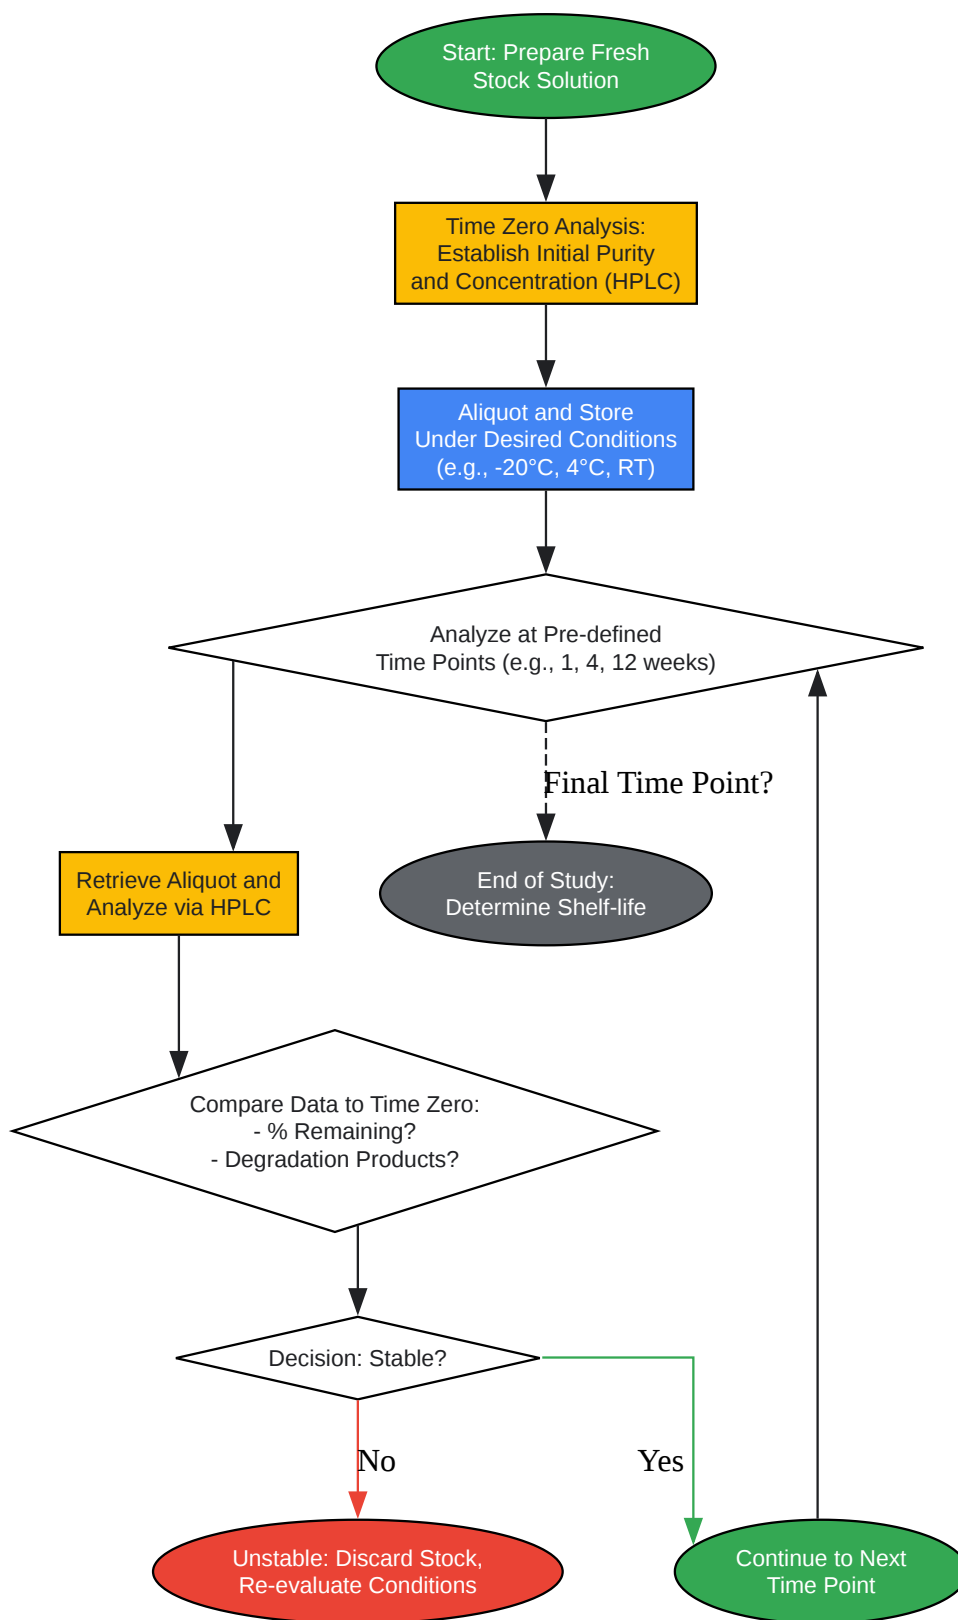 Start: Prepare Fresh
Stock Solution
Time Zero Analysis:
Establish Initial Purity
and Concentration (HPLC)
Aliquot and Store
Under Desired Conditions
(e.g., -20°C, 4°C, RT)
Analyze at Pre-defined
Time Points (e.g., 1, 4, 12 weeks)
Final Time Point?
Retrieve Aliquot and
Analyze via HPLC
End of Study:
Determine Shelf-life
Compare Data to Time Zero:
- % Remaining?
- Degradation Products?
Decision: Stable?
No
Yes
Unstable: Discard Stock,
Re-evaluate Conditions
Continue to Next
Time Point